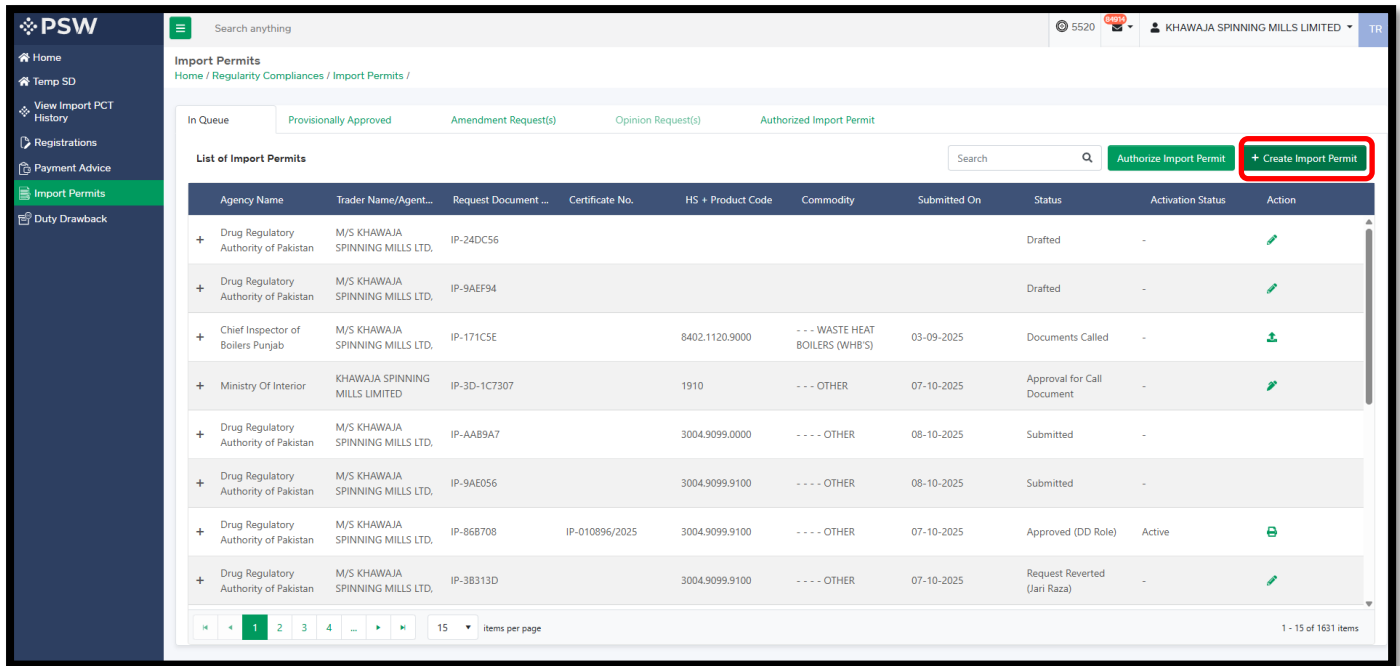 PSW
Search anything
5520
84914
KHAWAJA SPINNING MILLS LIMITED
TR
Home
Temp SD
View Import PCT
History
Registrations
Payment Advice
Import Permits
Duty Drawback
Import Permits
Home / Regularity Compliances / Import Permits /
In Queue Provisionally Approved Amendment Request(s) Opinion Request(s) Authorized Import Permit
List of Import Permits
Search
Authorize Import Permit
+ Create Import Permit
Agency Name Trader Name/Agent... Request Document ... Certificate No. HS + Product Code Commodity Submitted On Status Activation Status Action
+ Drug Regulatory M/S KHAWAJA
Authority of Pakistan SPINNING MILLS LTD, IP-24DC56 Drafted -
+ Drug Regulatory M/S KHAWAJA
Authority of Pakistan SPINNING MILLS LTD, IP-9AEF94 Drafted -
+ Chief Inspector of M/S KHAWAJA - - - WASTE HEAT
Boilers Punjab SPINNING MILLS LTD, IP-171C5E 8402.1120.9000 BOILERS (WHB'S) 03-09-2025 Documents Called -
+ Ministry Of Interior KHAWAJA SPINNING IP-3D-1C7307 1910 - - - OTHER 07-10-2025 Approval for Call -
MILLS LIMITED Document
+ Drug Regulatory M/S KHAWAJA
Authority of Pakistan SPINNING MILLS LTD, IP-AAB9A7 3004.9099.0000 - - - - OTHER 08-10-2025 Submitted -
+ Drug Regulatory M/S KHAWAJA
Authority of Pakistan SPINNING MILLS LTD, IP-9AE056 3004.9099.9100 - - - - OTHER 08-10-2025 Submitted -
+ Drug Regulatory M/S KHAWAJA
Authority of Pakistan SPINNING MILLS LTD, IP-86B708 IP-010896/2025 3004.9099.9100 - - - - OTHER 07-10-2025 Approved (DD Role) Active
+ Drug Regulatory M/S KHAWAJA Request Reverted
Authority of Pakistan SPINNING MILLS LTD, IP-3B313D 3004.9099.9100 - - - - OTHER 07-10-2025 (Jari Raza) -
1 2 3 4 ... 15 items per page 1 - 15 of 1631 items